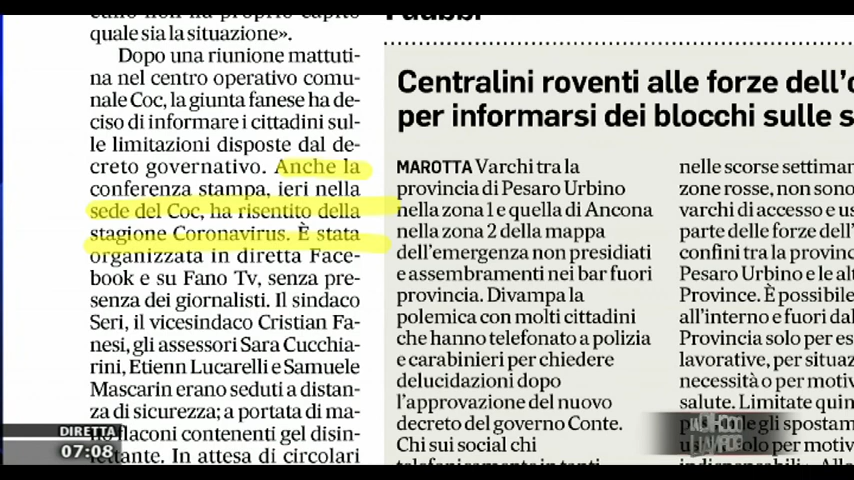 quale sia la situazione».
Dopo una riunione mattuti-
na nel centro operativo comu-
nale Coc, la giunta fanese ha de-
ciso di informare i cittadini sul-
le limitazioni disposte dal de-
creto governativo. Anche la
conferenza stampa, ieri nella
sede del Coc, ha risentito della
stagione Coronavirus. È stata
organizzata in diretta Face-
book e su Fano Tv, senza pre-
senza dei giornalisti. Il sindaco
Seri, il vicesindaco Cristian Fa-
nesi, gli assessori Sara Cucchia-
rini, Etienn Lucarelli e Samuele
Mascarin erano seduti a distan-
za di sicurezza; a portata di ma-
flaconi contenenti gel disin-
fettante. In attesa di circolari
Centralini roventi alle forze dell'o
per informarsi dei blocchi sulle s
MAROTTA Varchi tra la
provincia di Pesaro Urbino
nella zona 1 e quella di Ancona
nella zona 2 della mappa
dell'emergenza non presidiati
e assembramenti nei bar fuori
provincia. Divampa la
polemica con molti cittadini
che hanno telefonato a polizia
e carabinieri per chiedere
delucidazioni dopo
l'approvazione del nuovo
decreto del governo Conte.
Chi sui social chi
nelle scorse settimar
zone rosse, non sono
varchi di accesso e us
parte delle forze dell'
confini tra la provinc
Pesaro Urbino e le alt
Province. È possibile
all'interno e fuori dal
Provincia solo per es
lavorative, per situaz
necessità o per motiv
salute. Limitate quin
gli spostam
olo per motiv
DIRETTA
07:08